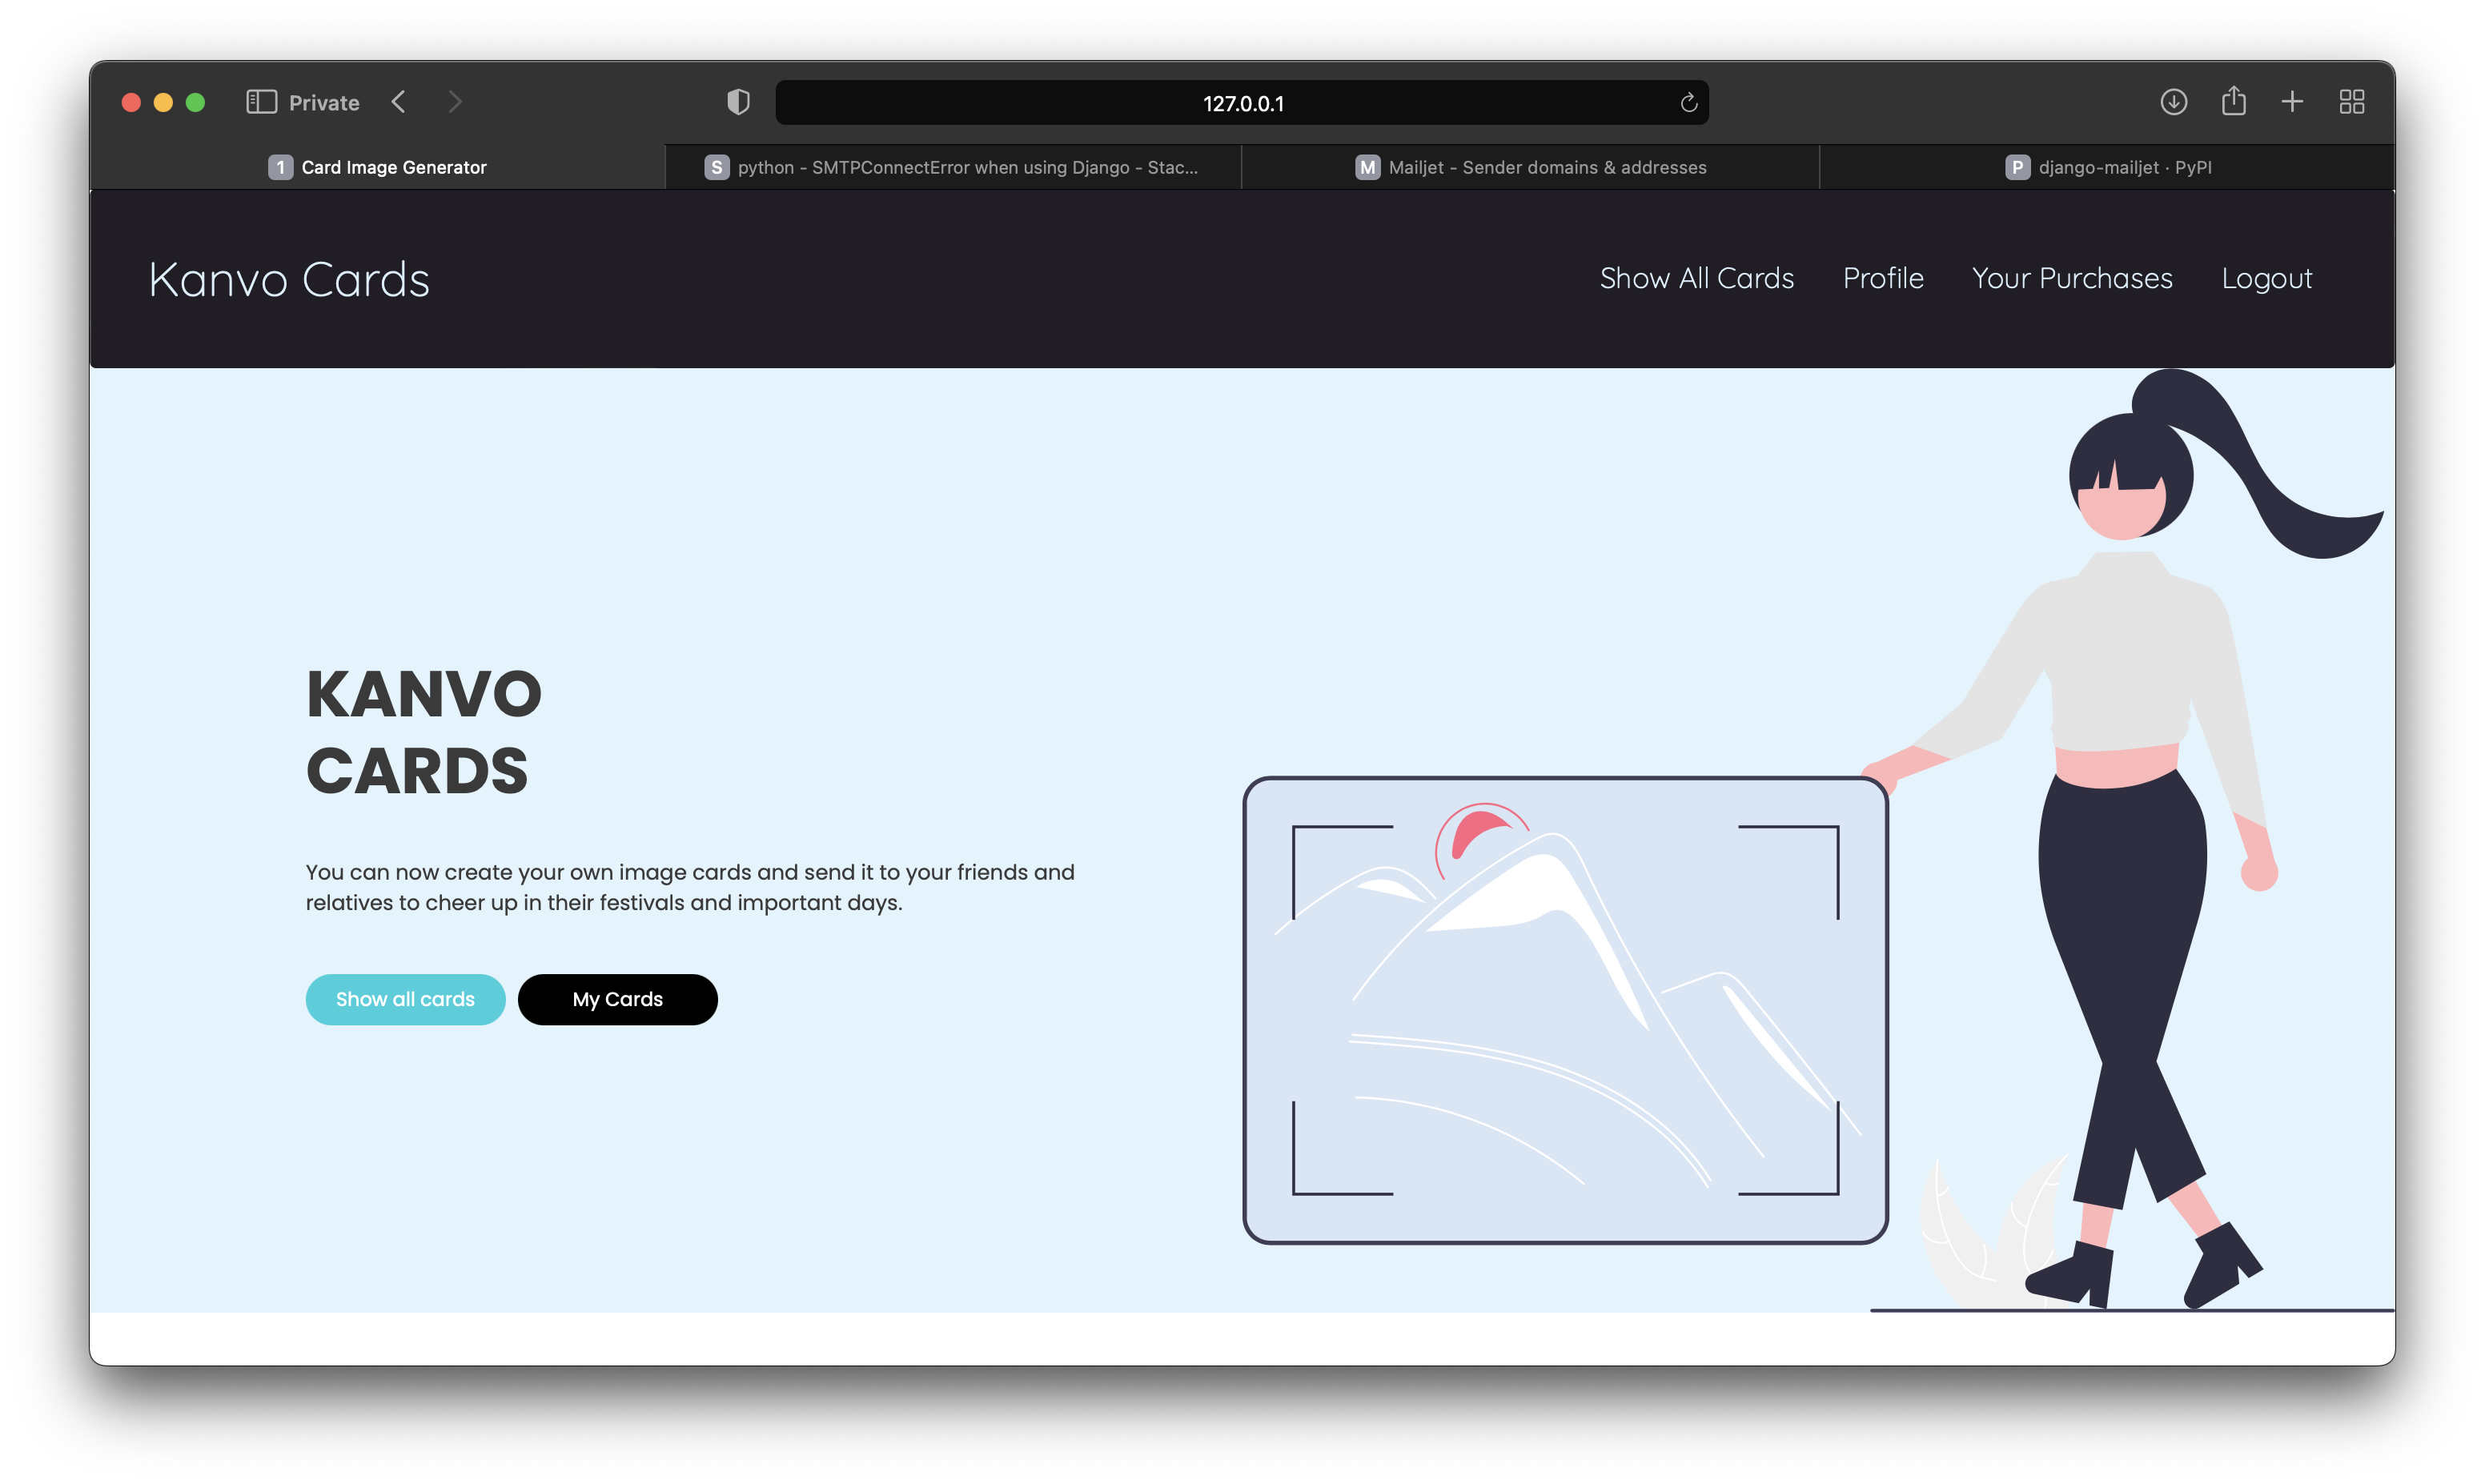 Private
127.0.0.1
1 Card Image Generator
S python - SMTPConnectError when using Django - Stac...
M Mailjet - Sender domains & addresses
P django-mailjet · PyPI
Kanvo Cards
Show All Cards
Profile
Your Purchases
Logout
KANVO
CARDS
You can now create your own image cards and send it to your friends and
relatives to cheer up in their festivals and important days.
Show all cards
My Cards